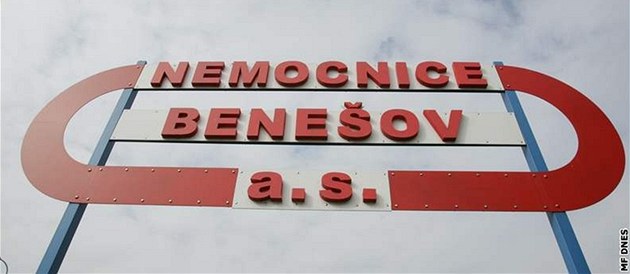 NEMOCNICE
BENEŠOV
a.s.
MF DNES